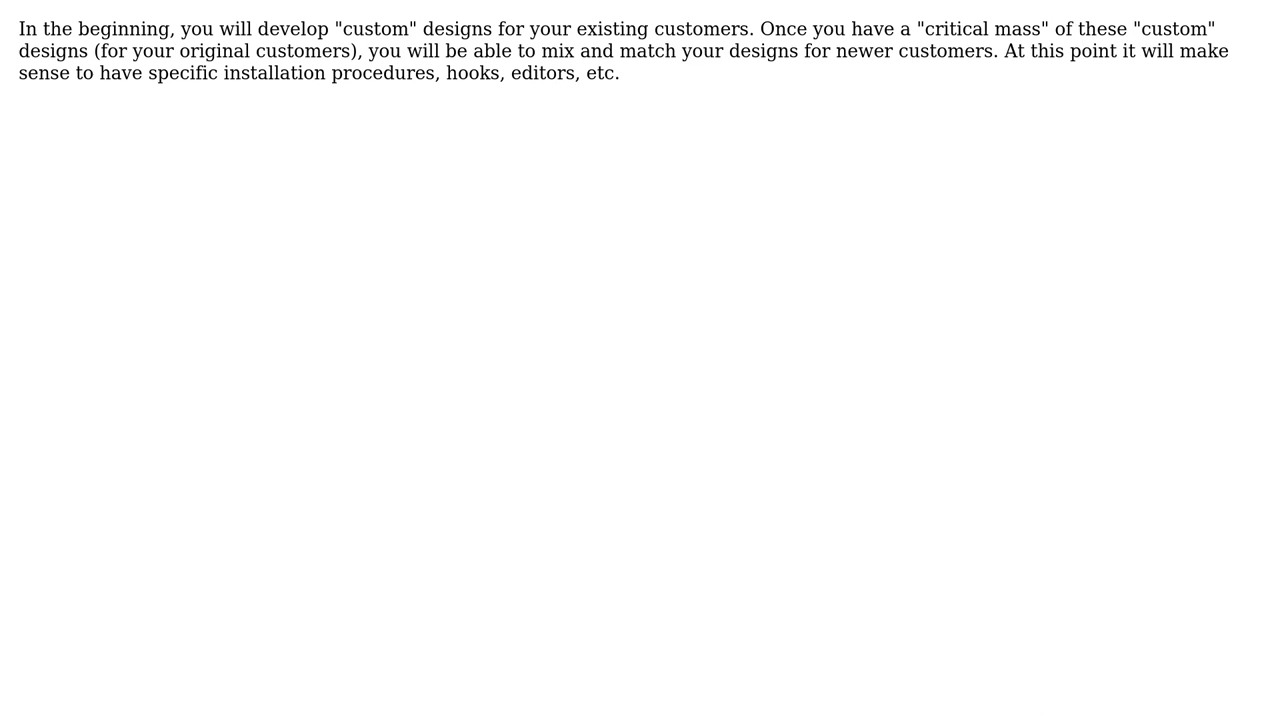 In the beginning, you will develop "custom" designs for your existing customers. Once you have a "critical mass" of these "custom"
designs (for your original customers), you will be able to mix and match your designs for newer customers. At this point it will make
sense to have specific installation procedures, hooks, editors, etc.